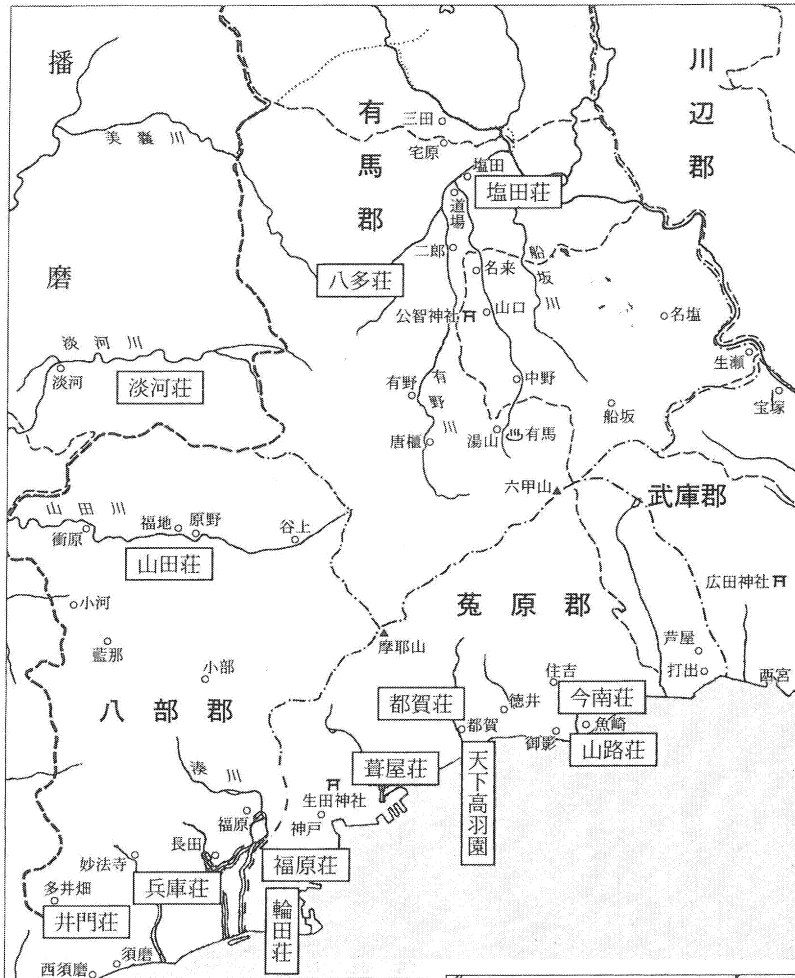 播磨
有馬郡
川辺郡
美嚢川
三田
宅原
塩田
塩田荘
道場
二郎
八多荘
名来
船坂川
公智神社
山口
名塩
淡河川
淡河
淡河荘
生瀬
有野
有野川
中野
宝塚
船坂
唐櫃
湯山
有馬
六甲山
武庫郡
山田川
衝原
福地
原野
谷上
山田荘
広田神社
菟原郡
小河
藍那
摩耶山
芦屋
小部
住吉
打出
西宮
八部郡
都賀荘
徳井
今南荘
都賀
魚崎
御影
山路荘
湊川
葺屋荘
天下高羽園
生田神社
福原
神戸
長田
妙法寺
福原荘
兵庫荘
多井畑
井門荘
輪田荘
須磨
西須磨